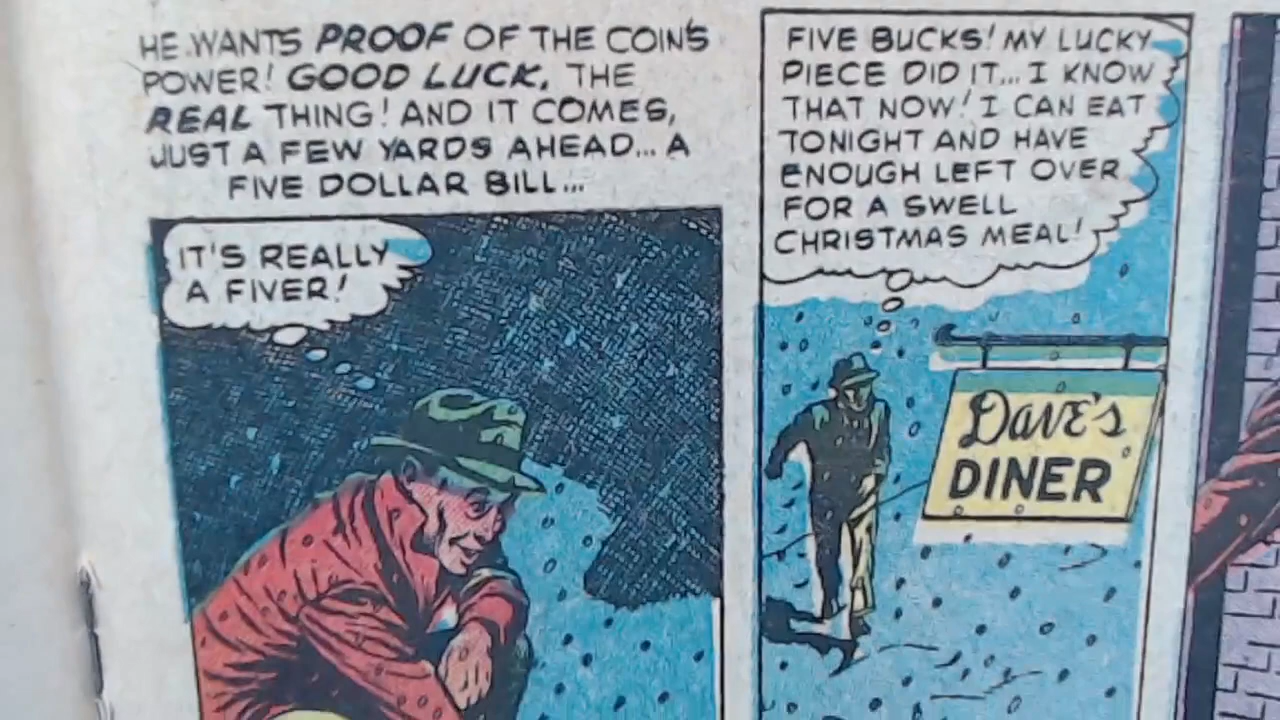 HE WANTS PROOF OF THE COIN'S
POWER! GOOD LUCK, THE
REAL THING! AND IT COMES,
JUST A FEW YARDS AHEAD... A
FIVE DOLLAR BILL...
IT'S REALLY
A FIVER!
FIVE BUCKS! MY LUCKY
PIECE DID IT... I KNOW
THAT NOW! I CAN EAT
TONIGHT AND HAVE
ENOUGH LEFT OVER
FOR A SWELL
CHRISTMAS MEAL!
Dave's
DINER